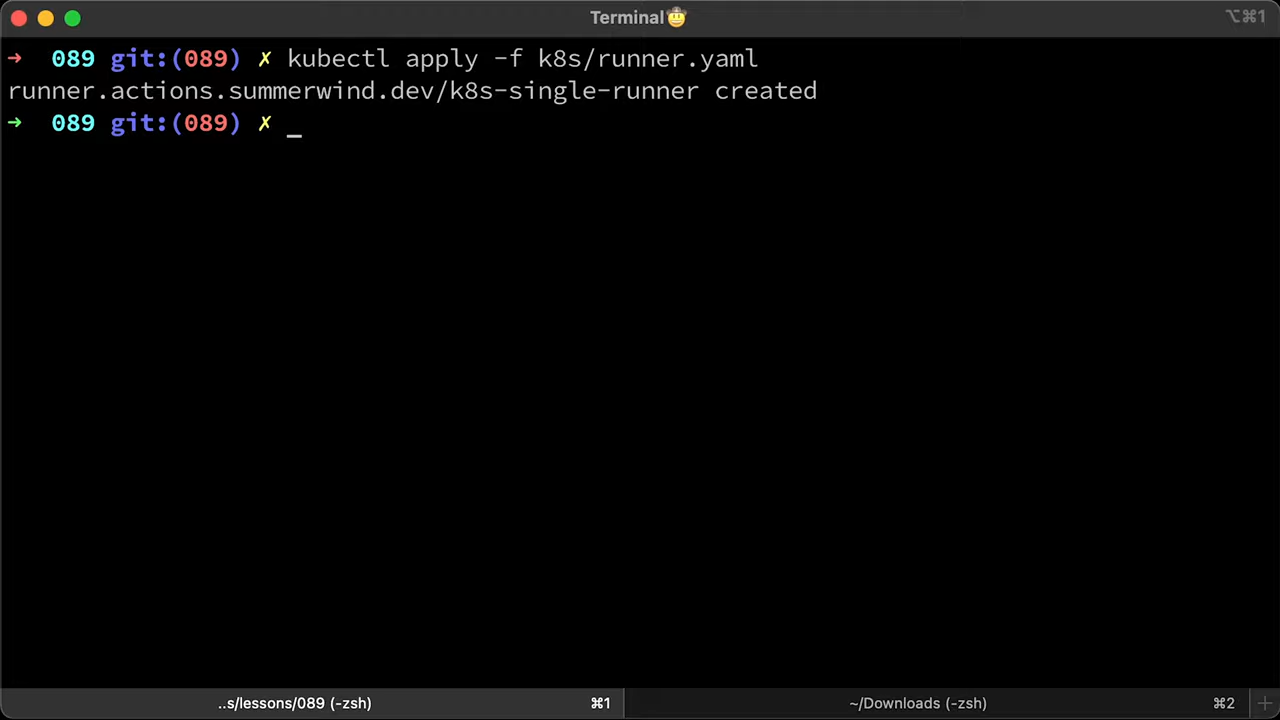 Terminal🤠
⌥⌘1
→ 089 git:(089) ✗ kubectl apply -f k8s/runner.yaml
runner.actions.summerwind.dev/k8s-single-runner created
→ 089 git:(089) ✗ _
..s/lessons/089 (-zsh) ⌘1
~/Downloads (-zsh) ⌘2 +